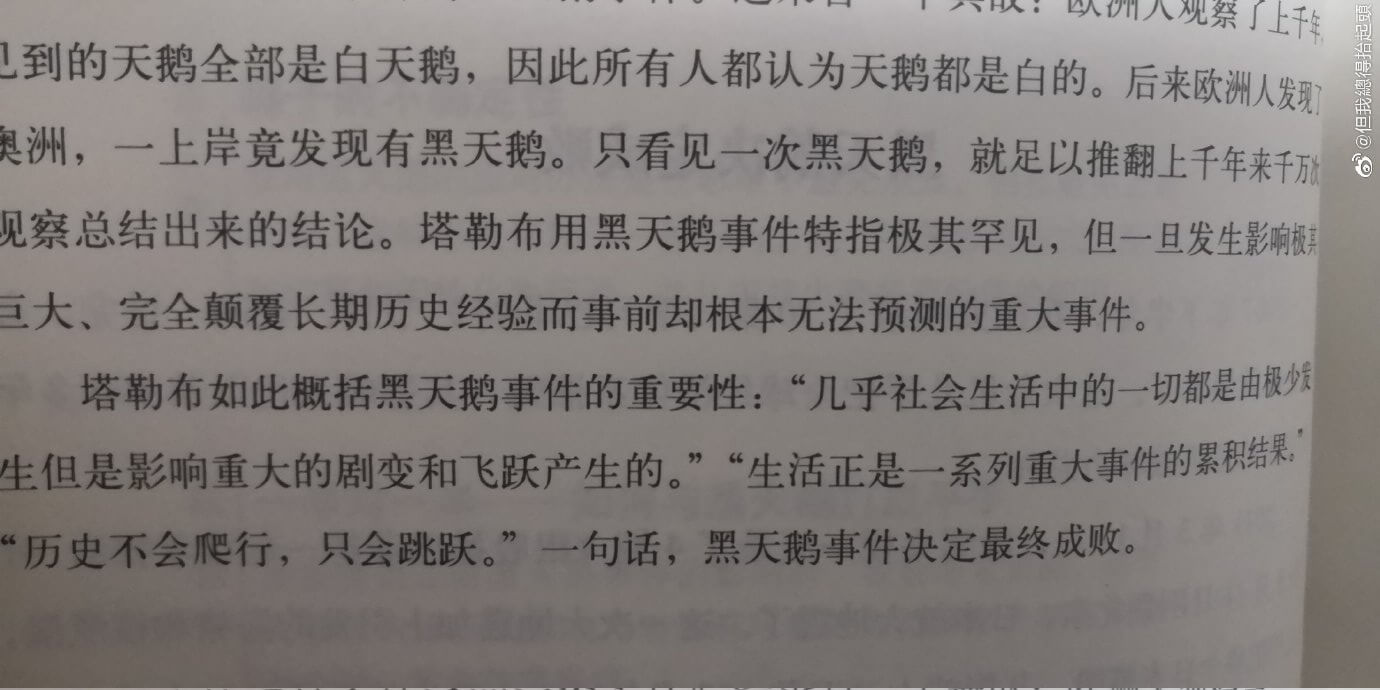 欧洲人观察了上千年，
见到的天鹅全部是白天鹅，因此所有人都认为天鹅都是白的。后来欧洲人发现了
澳洲，一上岸竟发现有黑天鹅。只看见一次黑天鹅，就足以推翻上千年来千万次
观察总结出来的结论。塔勒布用黑天鹅事件特指极其罕见，但一旦发生影响极其
巨大、完全颠覆长期历史经验而事前却根本无法预测的重大事件。
塔勒布如此概括黑天鹅事件的重要性：“几乎社会生活中的一切都是由极少发
生但是影响重大的剧变和飞跃产生的。”“生活正是一系列重大事件的累积结果。”
“历史不会爬行，只会跳跃。”一句话，黑天鹅事件决定最终成败。
@但我總得抬起頭